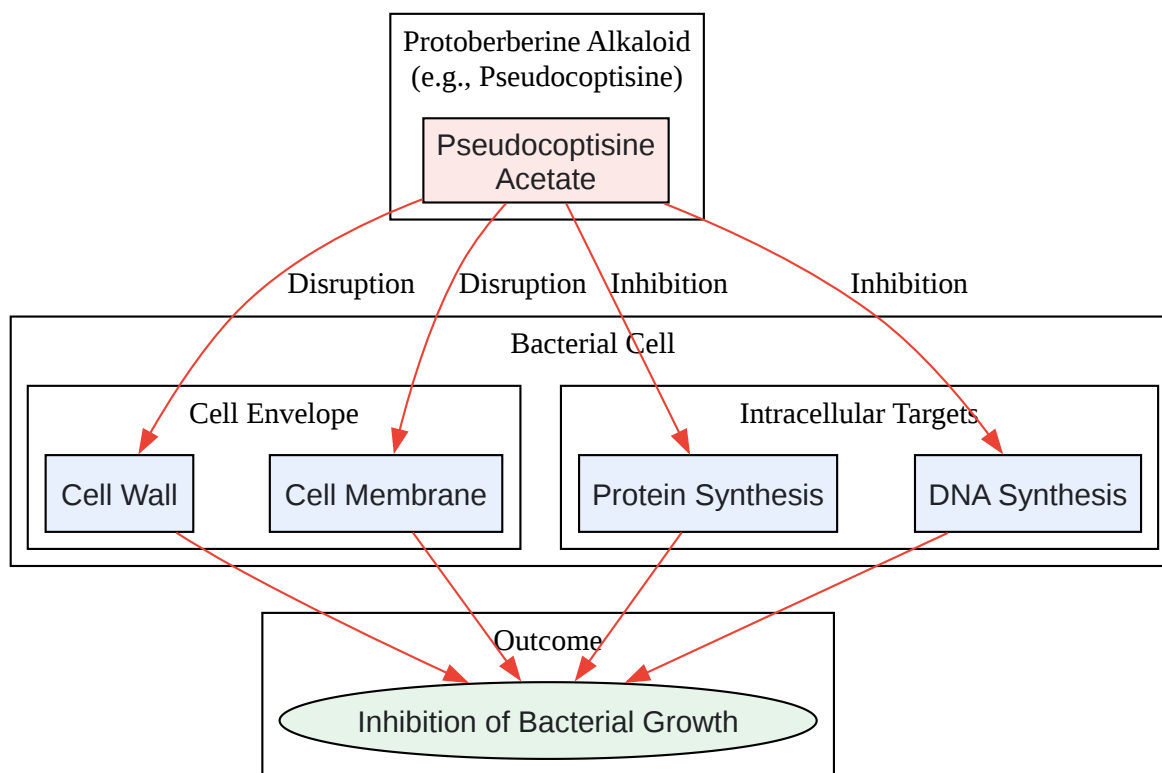 Protoberberine Alkaloid
(e.g., Pseudocoptisine)
Pseudocoptisine
Acetate
Disruption
Disruption
Inhibition
Inhibition
Bacterial Cell
Cell Envelope
Intracellular Targets
Cell Wall
Cell Membrane
Protein Synthesis
DNA Synthesis
Outcome
Inhibition of Bacterial Growth